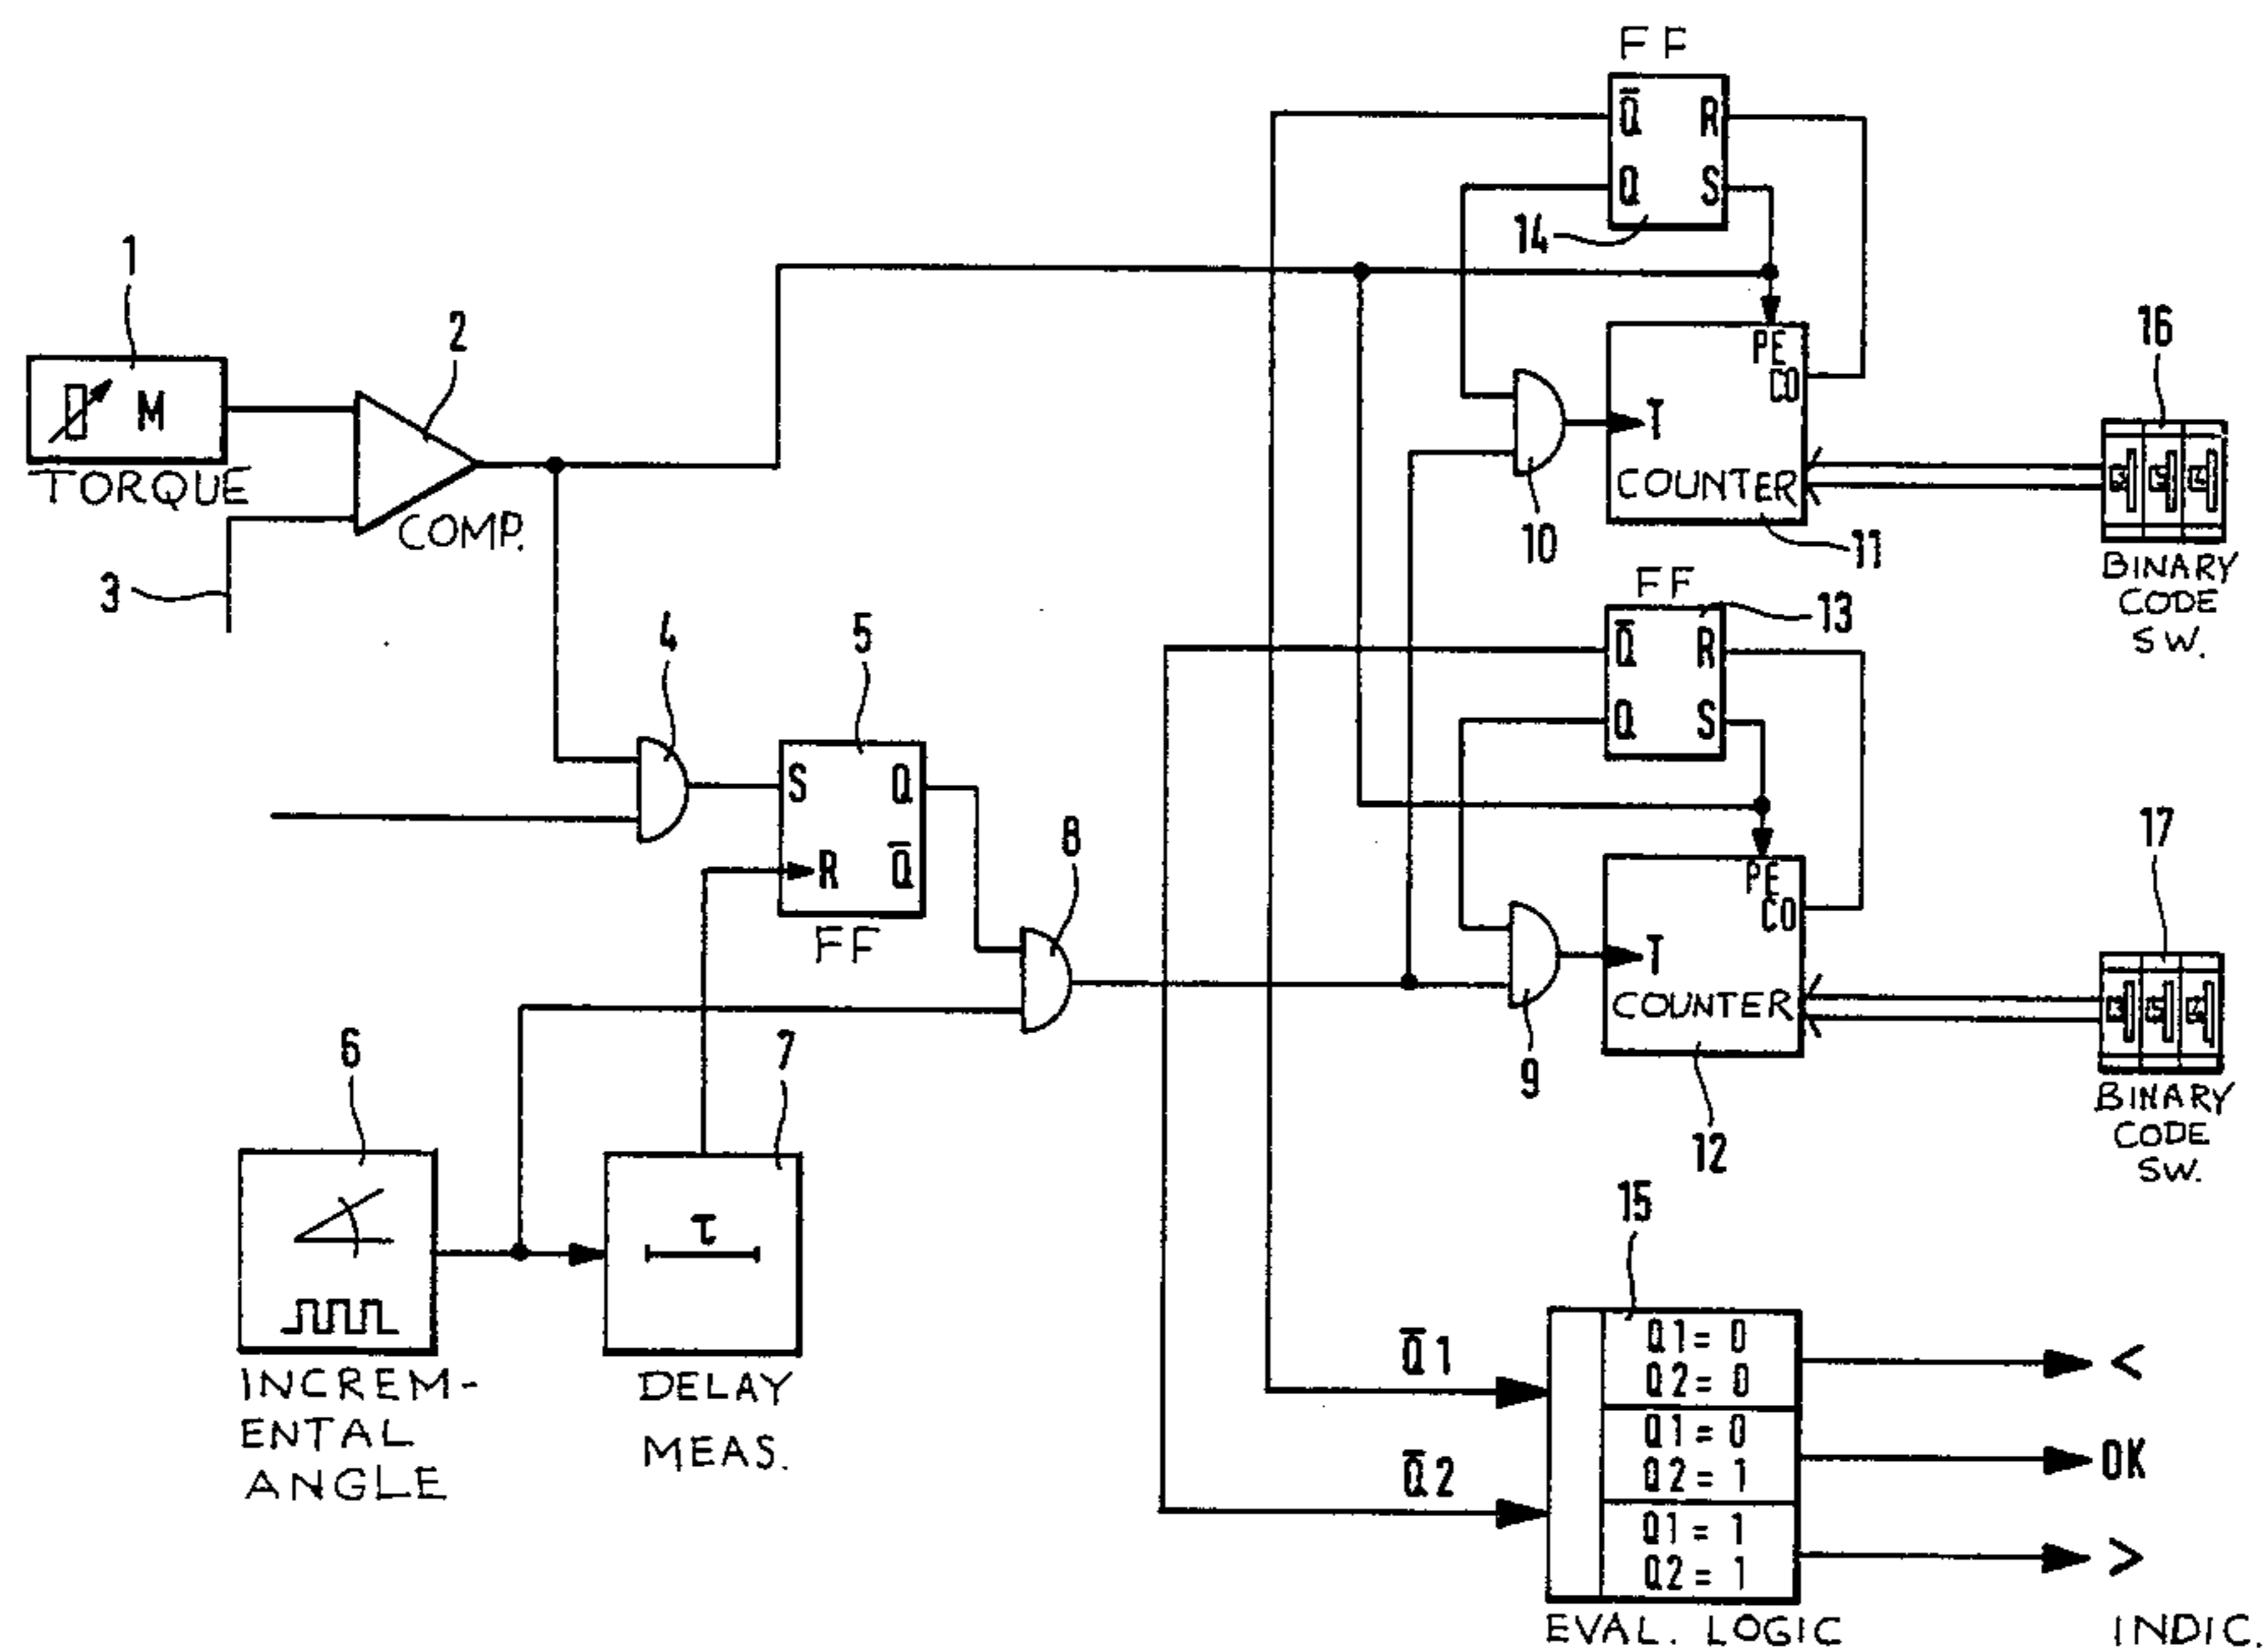 FF
Q̄ R
Q S
14
1
M
TORQUE
2
COMP.
3
PE
CO
T
COUNTER
10
11
16
BINARY
CODE
SW.
4
5
S Q
R Q̄
FF
FF
13
Q̄ R
Q S
8
PE
CO
T
COUNTER
9
12
17
BINARY
CODE
SW.
6
INCREM-
ENTAL
ANGLE
7
τ
DELAY
MEAS.
15
Q̄1
Q̄2
Q1 = 0
Q2 = 0
Q1 = 0
Q2 = 1
Q1 = 1
Q2 = 1
<
OK
>
EVAL. LOGIC
INDIC.